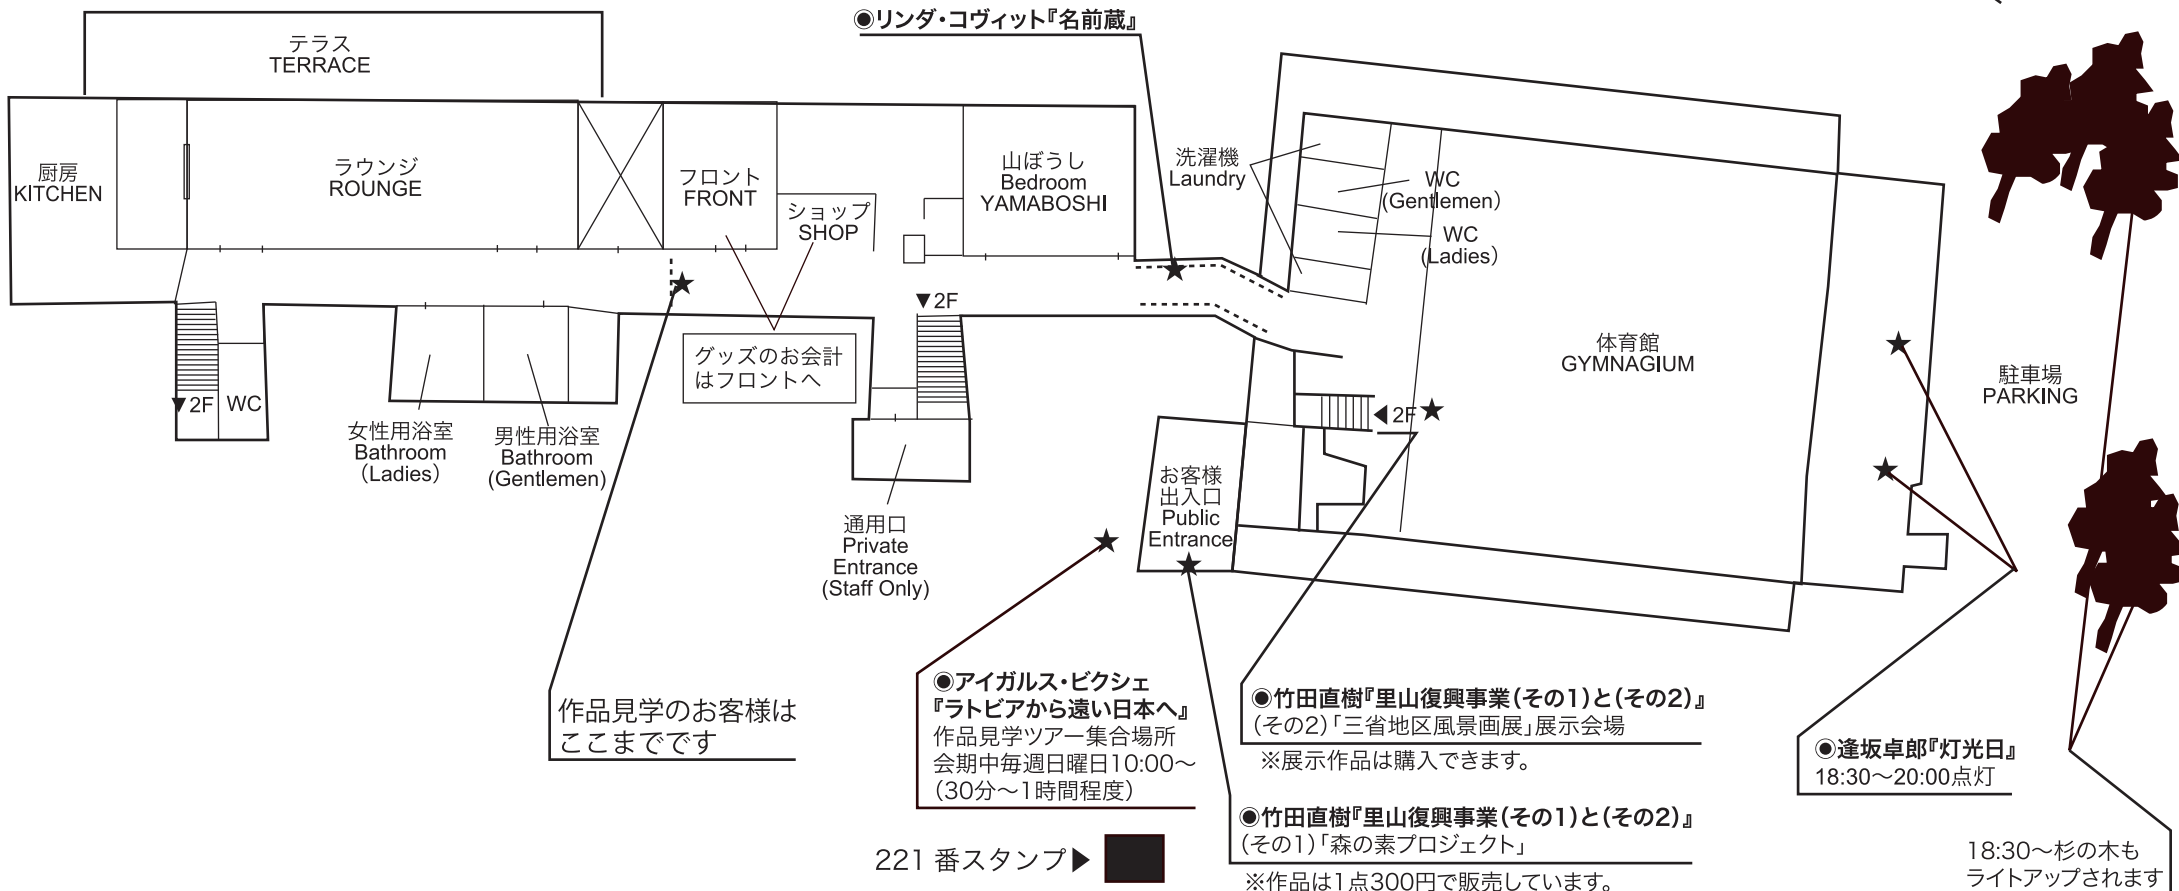 ◉リンダ・コヴィット『名前蔵』
テラス
TERRACE
厨房
KITCHEN
ラウンジ
ROUNGE
フロント
FRONT
ショップ
SHOP
山ぼうし
Bedroom
YAMABOSHI
洗濯機
Laundry
WC
(Gentlemen)
WC
(Ladies)
▼2F
グッズのお会計
はフロントへ
体育館
GYMNAGIUM
駐車場
PARKING
▼2F
WC
◀2F
女性用浴室
Bathroom
(Ladies)
男性用浴室
Bathroom
(Gentlemen)
通用口
Private
Entrance
(Staff Only)
お客様
出入口
Public
Entrance
作品見学のお客様は
ここまでです
◉アイガルス・ビクシェ
『ラトビアから遠い日本へ』
作品見学ツアー集合場所
会期中毎週日曜日10:00〜
(30分〜1時間程度)
◉竹田直樹『里山復興事業(その1)と(その2)』
(その2)「三省地区風景画展」展示会場
※展示作品は購入できます。
◉逢坂卓郎『灯光日』
18:30〜20:00点灯
◉竹田直樹『里山復興事業(その1)と(その2)』
(その1)「森の素プロジェクト」
※作品は1点300円で販売しています。
221 番スタンプ▶
18:30〜杉の木も
ライトアップされます